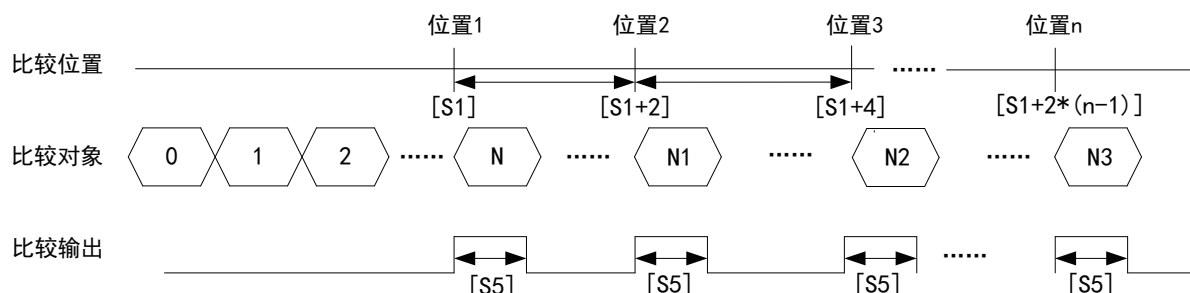 位置1 位置2 位置3 位置n
比较位置 ……
[S1] [S1+2] [S1+4] [S1+2*(n-1)]
比较对象 0 1 2 …… N …… N1 …… N2 …… N3
比较输出 ……
[S5] [S5] [S5] [S5]